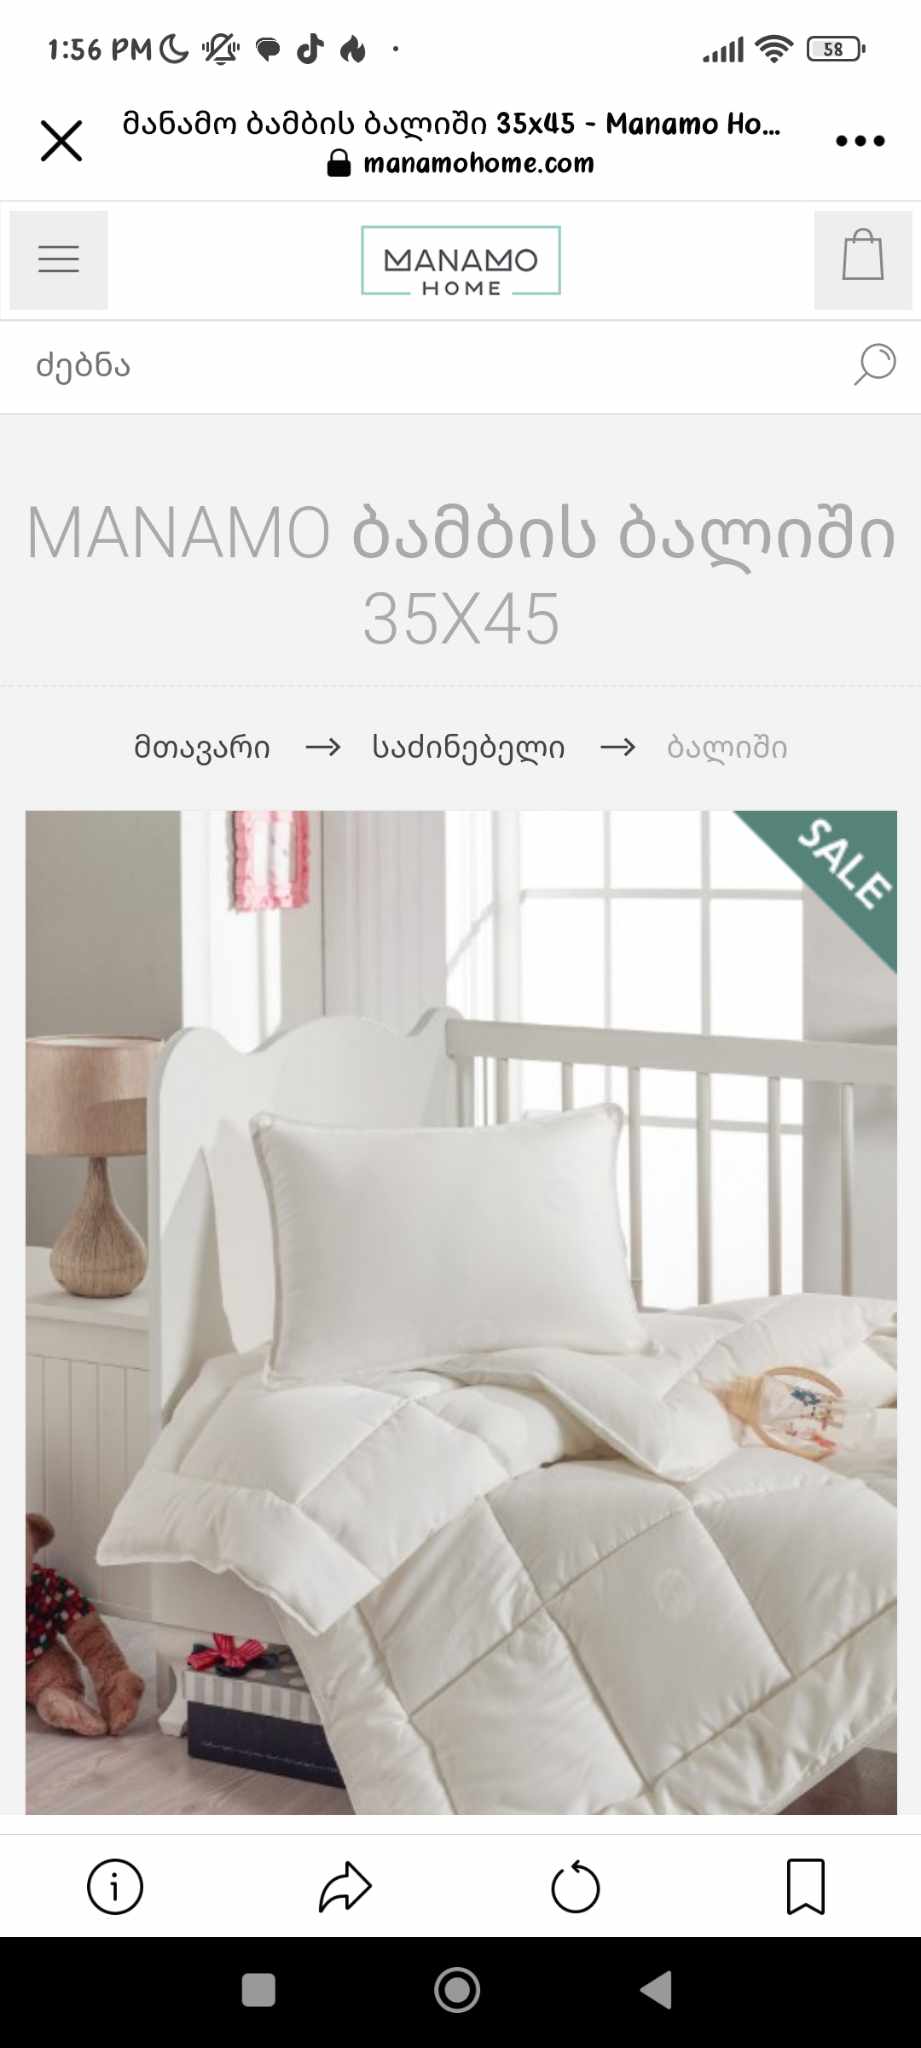 1:56 PM
58
მანამო ბამბის ბალიში 35x45 - Manamo Ho...
manamohome.com
MANAMO
HOME
ძებნა
MANAMO ბამბის ბალიში
35X45
მთავარი → საძინებელი → ბალიში
SALE